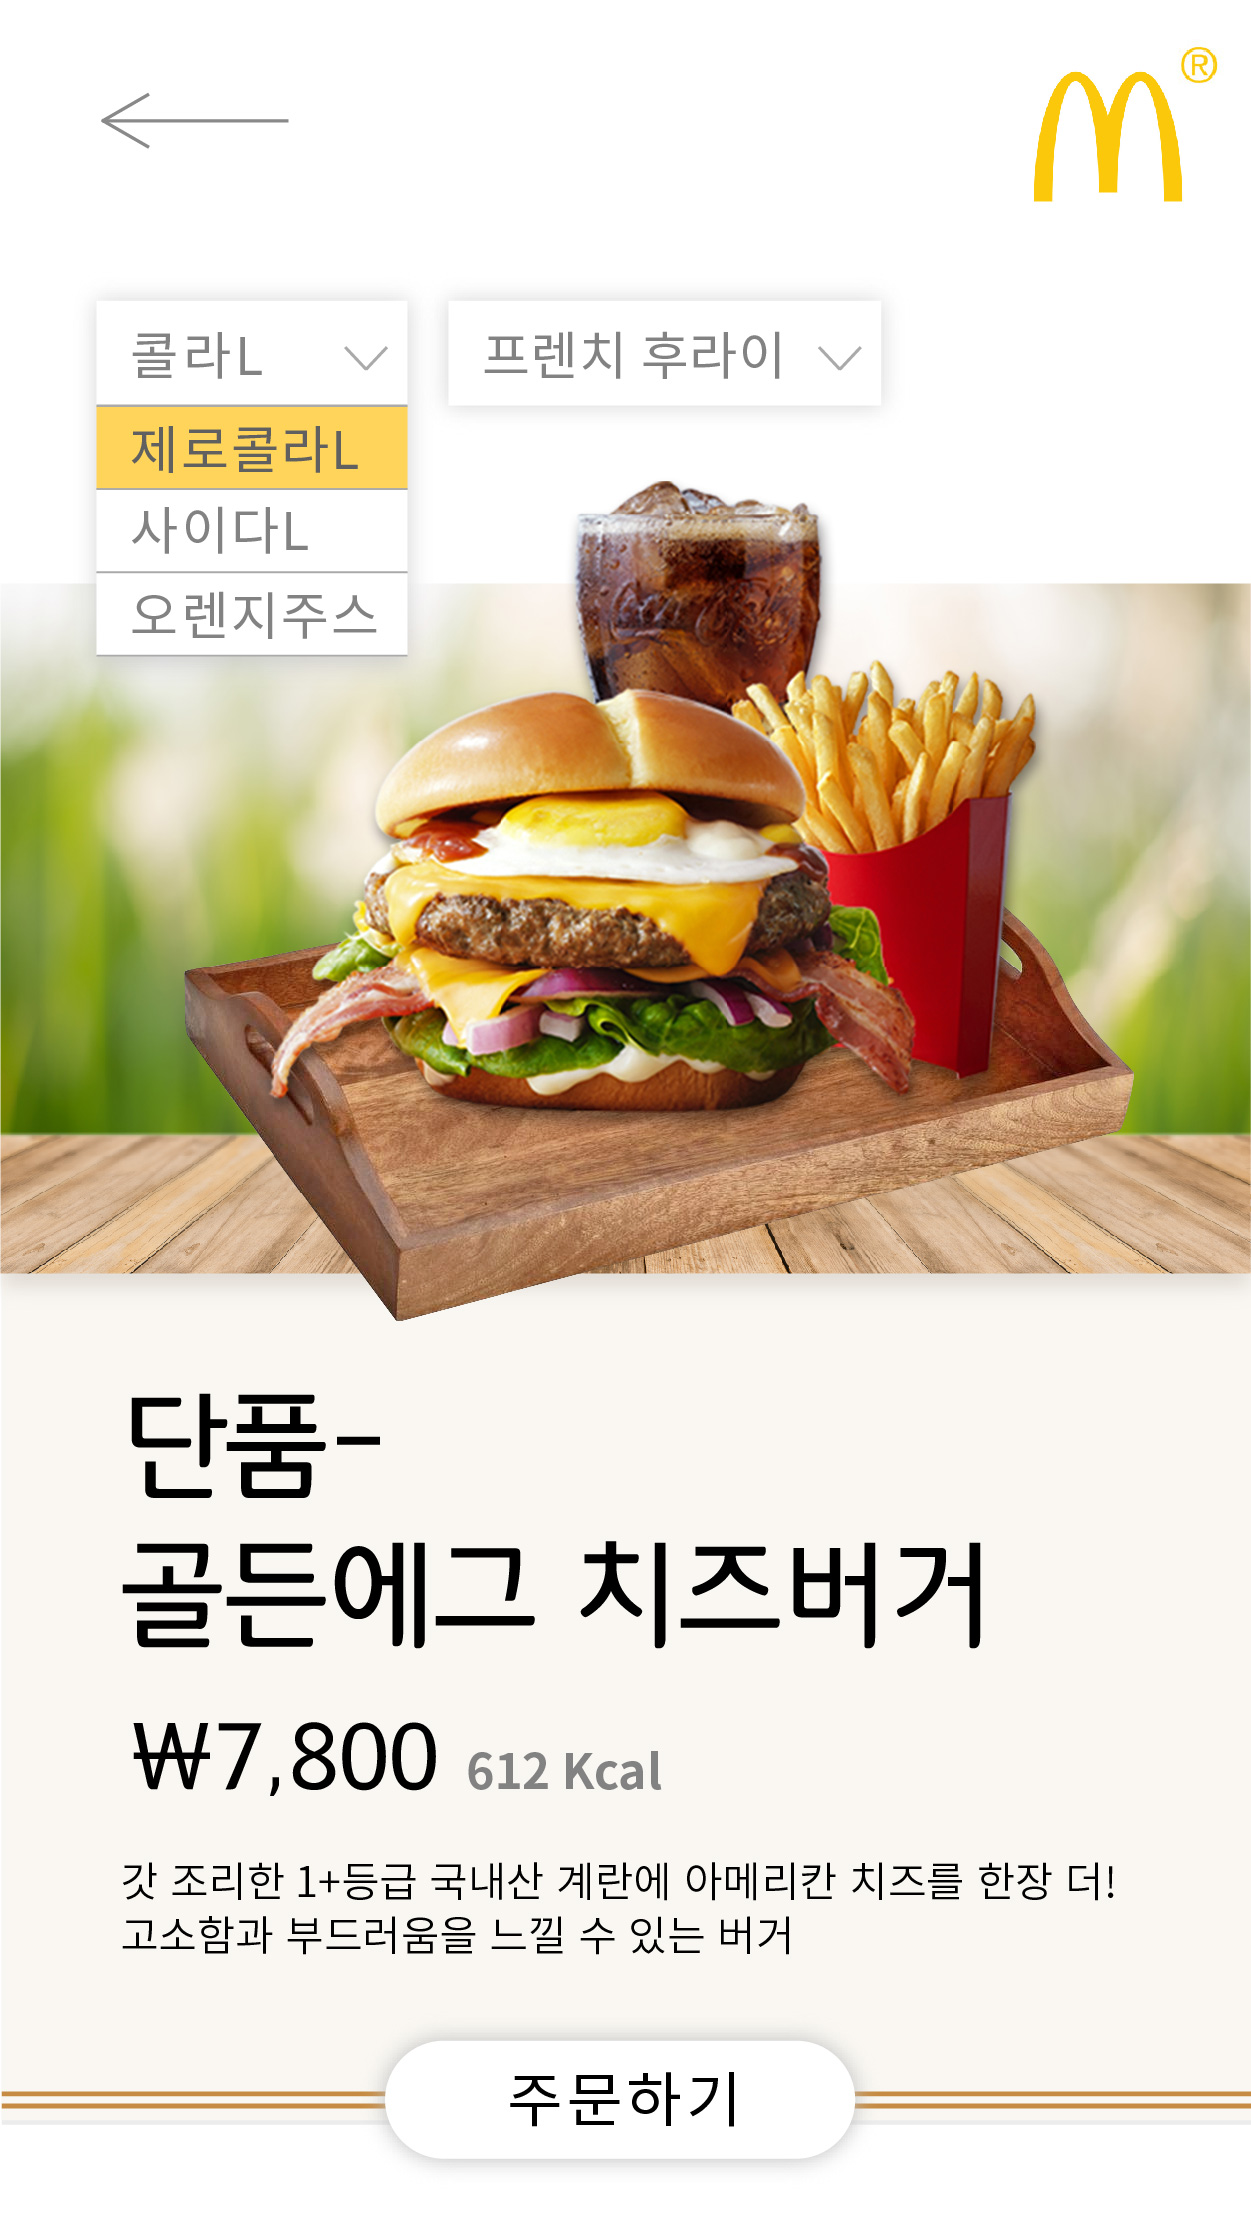 ®
콜라L
프렌치 후라이
제로콜라L
사이다L
오렌지주스
단품-
골든에그 치즈버거
₩7,800 612 Kcal
갓 조리한 1+등급 국내산 계란에 아메리칸 치즈를 한장 더!
고소함과 부드러움을 느낄 수 있는 버거
주문하기